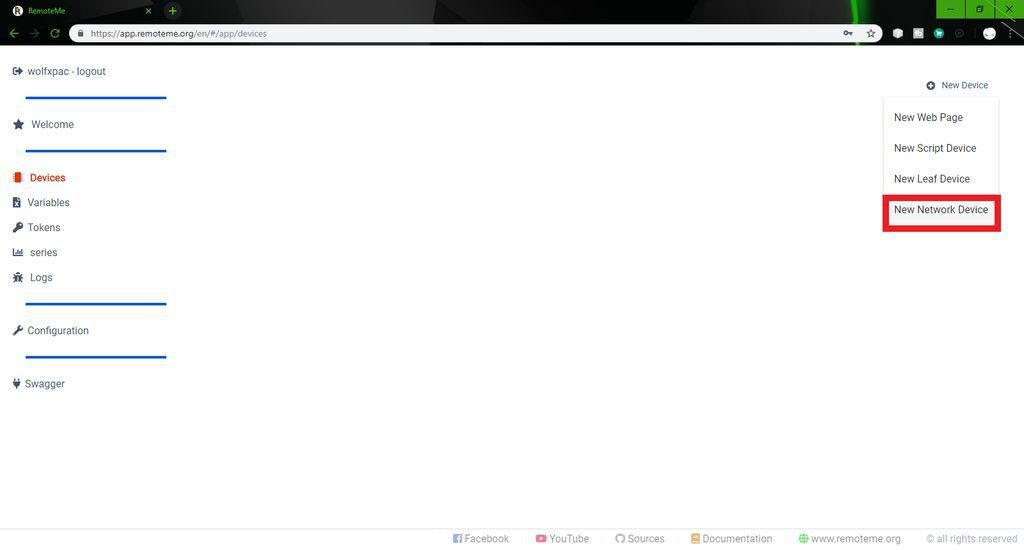 RemoteMe
https://app.remoteme.org/en/#/app/devices
wolfxpac - logout
Welcome
Devices
Variables
Tokens
series
Logs
Configuration
Swagger
New Device
New Web Page
New Script Device
New Leaf Device
New Network Device
Facebook YouTube Sources Documentation www.remoteme.org © all rights reserved